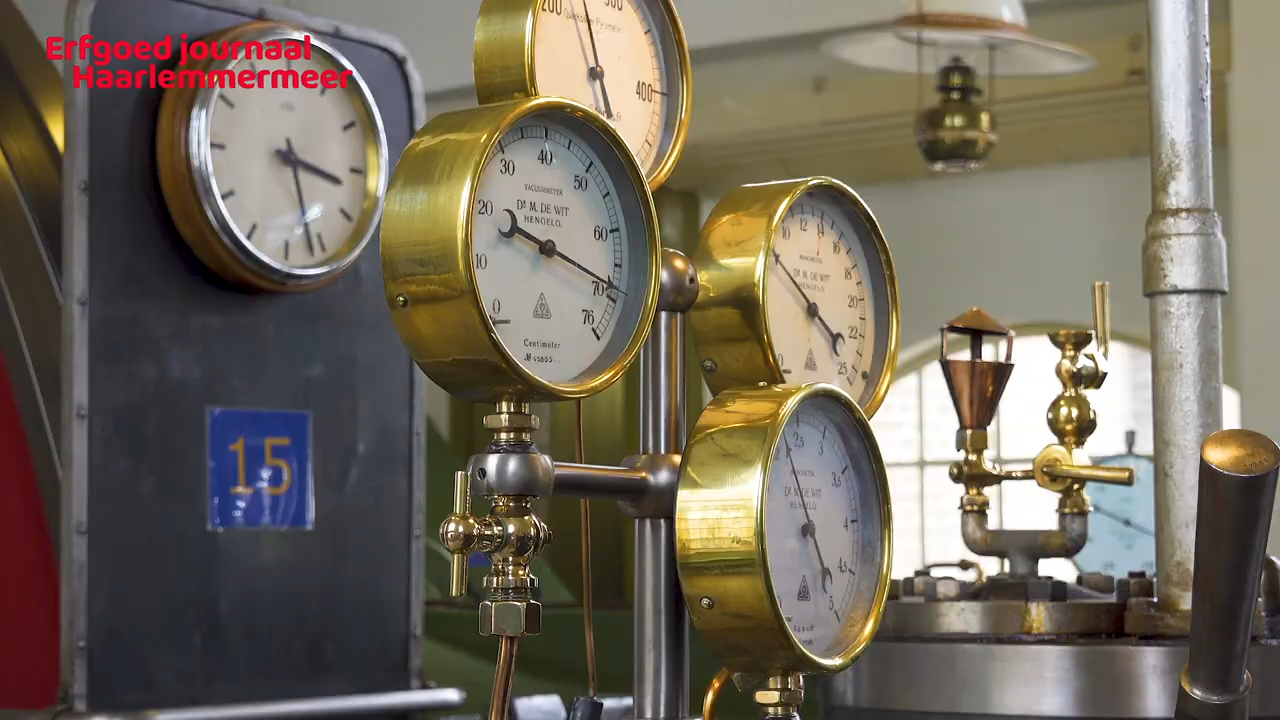 Erfgoed journaal
Haarlemmermeer
200
300
400
30
40
50
20
60
10
70
0
76
VACUUMMETER
Dr. M. DE WIT
HENGELO.
Centimeter
10
12
14
16
18
20
22
25
0
MANOMETER
Dr. M. DE WIT
HENGELO.
2,5
3
3,5
4
4,5
5
MANOMETER
Dr. M. DE WIT
HENGELO.
15